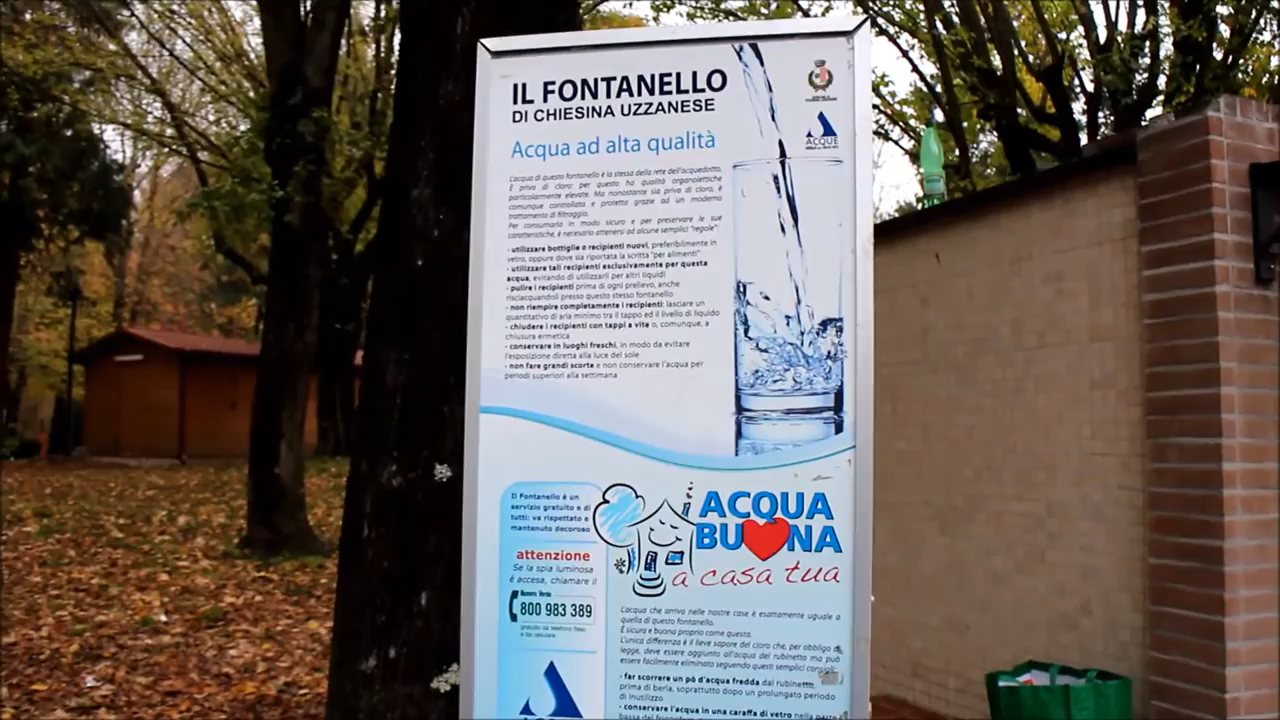 IL FONTANELLO
DI CHIESINA UZZANESE
Acqua ad alta qualità
ACQUE
L'acqua di questo fontanello è la stessa della rete dell'acquedotto.
È priva di cloro: per questo ha qualità organolettiche
particolarmente elevate. Ma nonostante sia priva di cloro, è
comunque controllata e protetta grazie ad un moderno
trattamento di filtraggio.
Per consumarla in modo sicuro e per preservare le sue
caratteristiche, è necessario attenersi ad alcune semplici "regole":
- utilizzare bottiglie o recipienti nuovi, preferibilmente in
vetro, oppure dove sia riportata la scritta "per alimenti"
- utilizzare tali recipienti esclusivamente per questa
acqua, evitando di utilizzarli per altri liquidi
- pulire i recipienti prima di ogni prelievo, anche
risciacquandoli presso questo stesso fontanello
- non riempire completamente i recipienti: lasciare un
quantitativo di aria minimo tra il tappo ed il livello di liquido
- chiudere i recipienti con tappi a vite o, comunque, a
chiusura ermetica
- conservare in luoghi freschi, in modo da evitare
l'esposizione diretta alla luce del sole
- non fare grandi scorte e non conservare l'acqua per
periodi superiori alla settimana
Il Fontanello è un
servizio gratuito e di
tutti: va rispettato e
mantenuto decoroso
attenzione
Se la spia luminosa
è accesa, chiamare il
Numero Verde
800 983 389
gratuito da telefono fisso
e da cellulare
ACQUA
BUONA
a casa tua
L'acqua che arriva nelle nostre case è esattamente uguale a
quella di questo fontanello.
È sicura e buona proprio come questa.
L'unica differenza è il lieve sapore del cloro che, per obbligo di
legge, deve essere aggiunto all'acqua del rubinetto ma può
essere facilmente eliminato seguendo questi semplici consigli:
- far scorrere un pò d'acqua fredda dal rubinetto,
prima di berla, soprattutto dopo un prolungato periodo
di inutilizzo
- conservare l'acqua in una caraffa di vetro nella parte